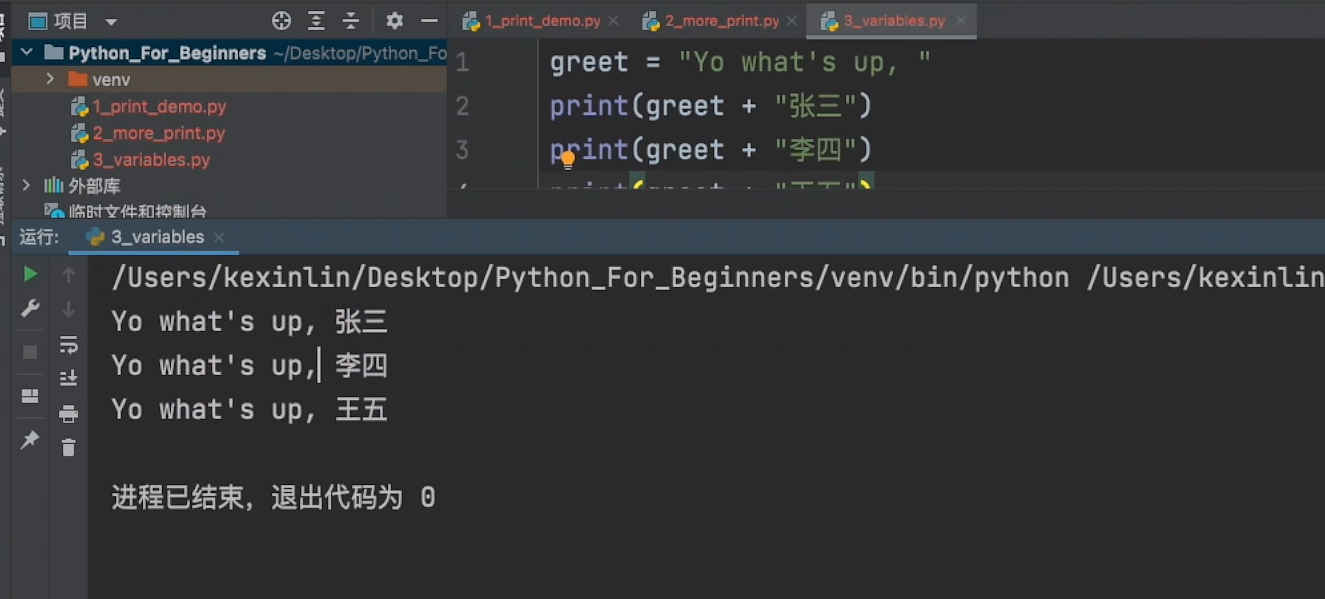 项目
1_print_demo.py
2_more_print.py
3_variables.py
Python_For_Beginners ~/Desktop/Python_Fo
venv
1_print_demo.py
2_more_print.py
3_variables.py
外部库
临时文件和控制台
1 greet = "Yo what's up, "
2 print(greet + "张三")
3 print(greet + "李四")
print(greet + "王五")
运行: 3_variables
/Users/kexinlin/Desktop/Python_For_Beginners/venv/bin/python /Users/kexinlin
Yo what's up, 张三
Yo what's up, 李四
Yo what's up, 王五
进程已结束，退出代码为 0